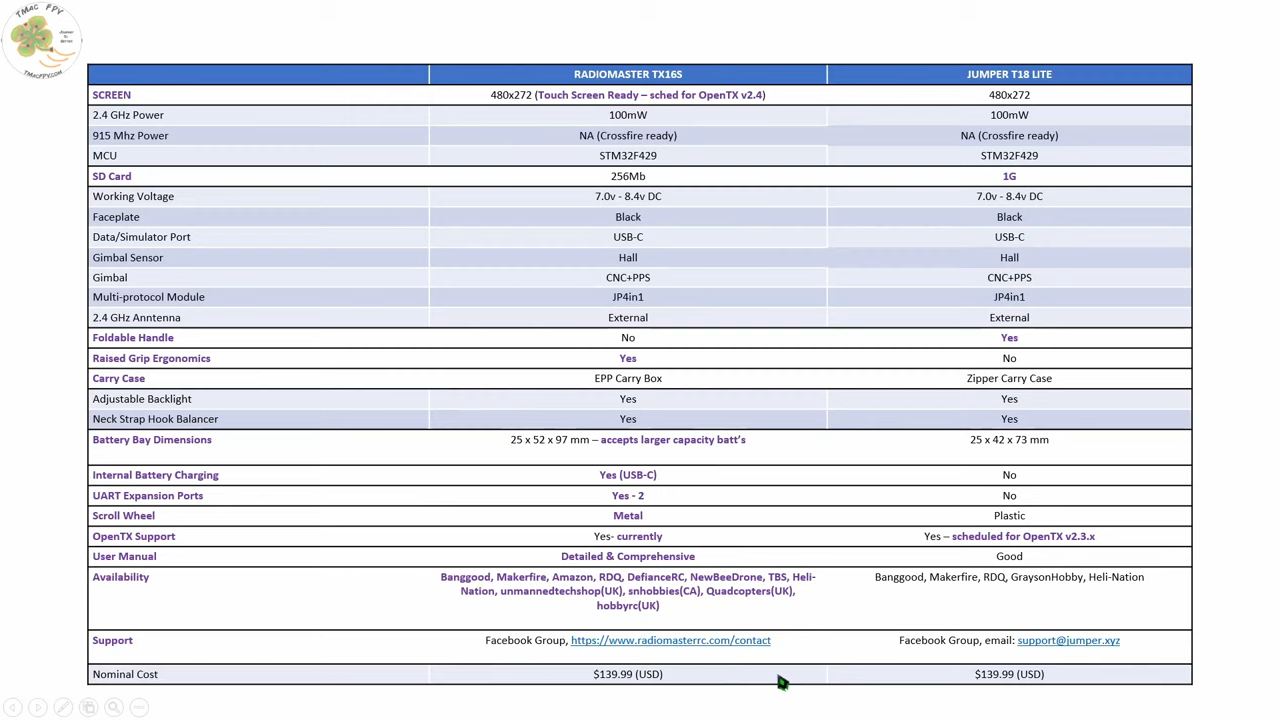 TMAC FPV
Journey
to
Better
TMACFPV.COM
RADIOMASTER TX16S JUMPER T18 LITE
SCREEN 480x272 (Touch Screen Ready – sched for OpenTX v2.4) 480x272
2.4 GHz Power 100mW 100mW
915 Mhz Power NA (Crossfire ready) NA (Crossfire ready)
MCU STM32F429 STM32F429
SD Card 256Mb 1G
Working Voltage 7.0v - 8.4v DC 7.0v - 8.4v DC
Faceplate Black Black
Data/Simulator Port USB-C USB-C
Gimbal Sensor Hall Hall
Gimbal CNC+PPS CNC+PPS
Multi-protocol Module JP4in1 JP4in1
2.4 GHz Anntenna External External
Foldable Handle No Yes
Raised Grip Ergonomics Yes No
Carry Case EPP Carry Box Zipper Carry Case
Adjustable Backlight Yes Yes
Neck Strap Hook Balancer Yes Yes
Battery Bay Dimensions 25 x 52 x 97 mm – accepts larger capacity batt’s 25 x 42 x 73 mm
Internal Battery Charging Yes (USB-C) No
UART Expansion Ports Yes - 2 No
Scroll Wheel Metal Plastic
OpenTX Support Yes- currently Yes – scheduled for OpenTX v2.3.x
User Manual Detailed & Comprehensive Good
Availability Banggood, Makerfire, Amazon, RDQ, DefianceRC, NewBeeDrone, TBS, Heli- Banggood, Makerfire, RDQ, GraysonHobby, Heli-Nation
Nation, unmannedtechshop(UK), snhobbies(CA), Quadcopters(UK),
hobbyrc(UK)
Support Facebook Group, https://www.radiomasterrc.com/contact Facebook Group, email: support@jumper.xyz
Nominal Cost $139.99 (USD) $139.99 (USD)